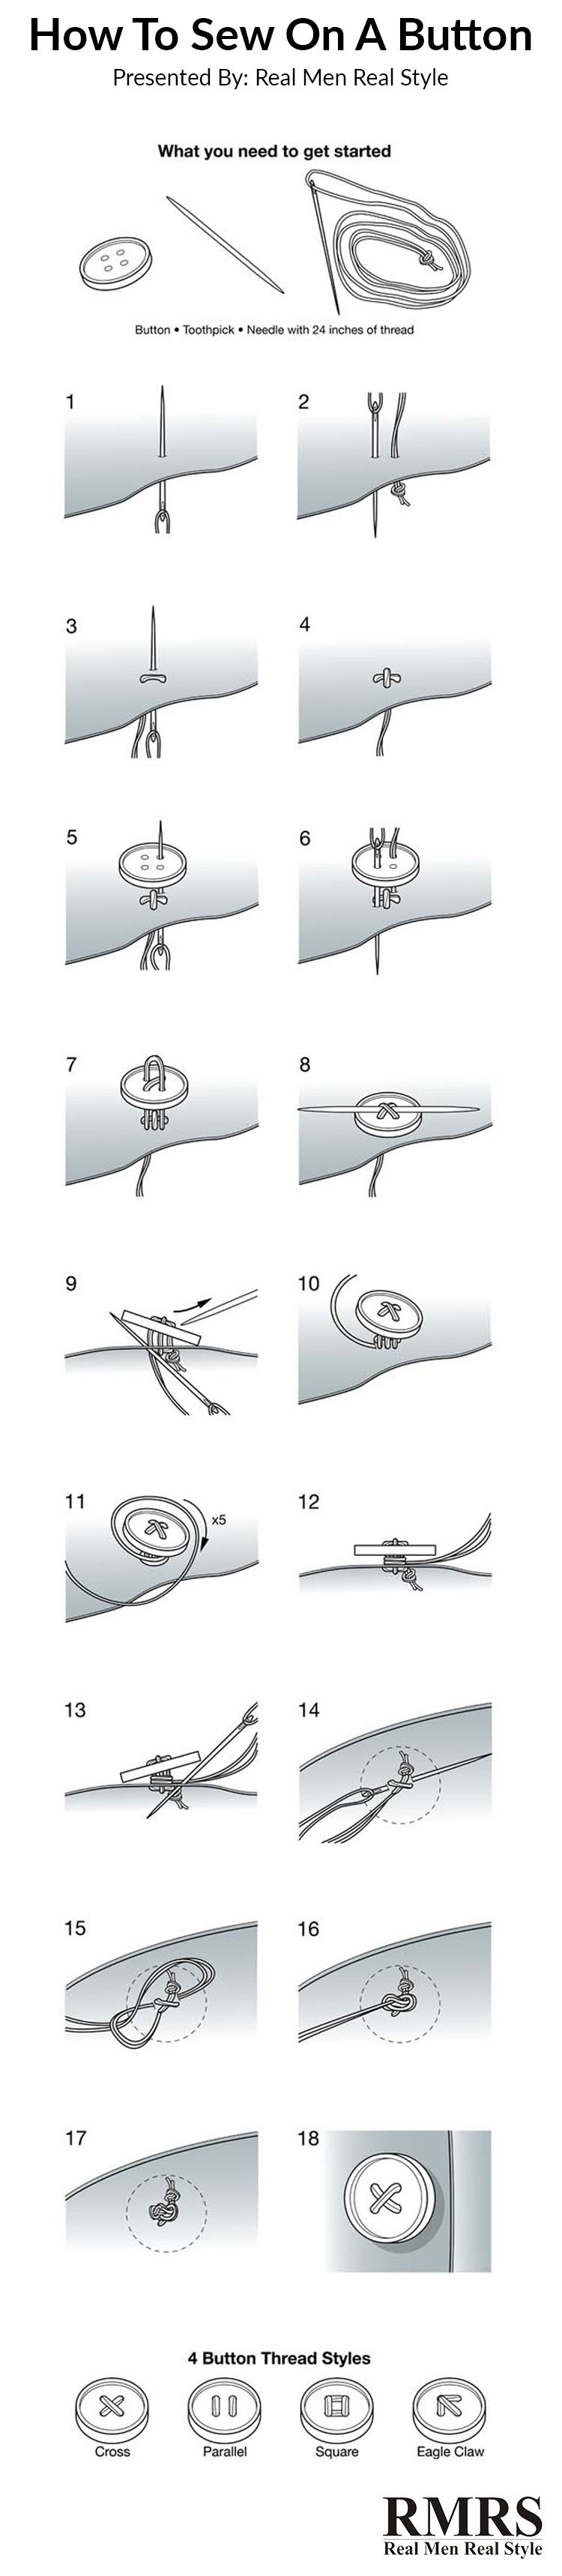 How To Sew On A Button
Presented By: Real Men Real Style
What you need to get started
Button • Toothpick • Needle with 24 inches of thread
1
2
3
4
5
6
7
8
9
10
11
x5
12
13
14
15
16
17
18
4 Button Thread Styles
Cross
Parallel
Square
Eagle Claw
RMRS
Real Men Real Style